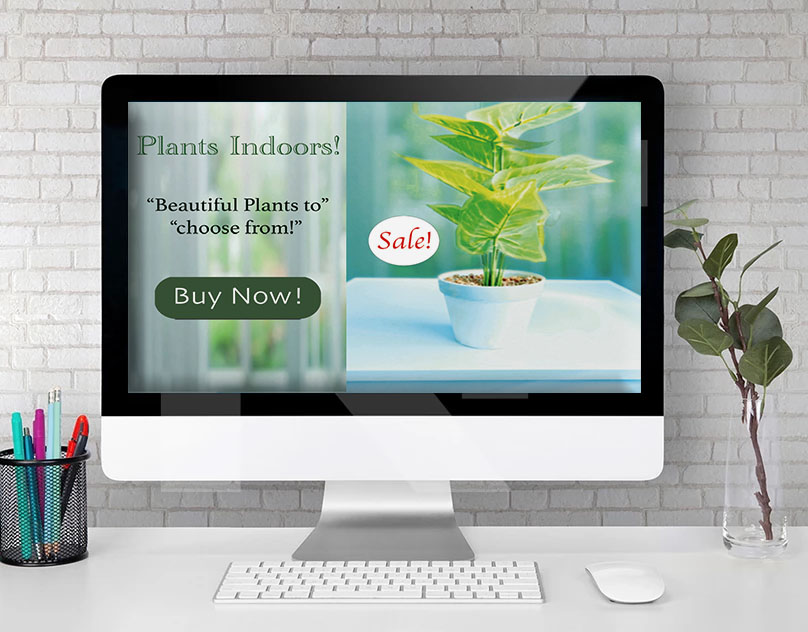 Plants Indoors!
“Beautiful Plants to”
“choose from!”
Sale!
Buy Now!